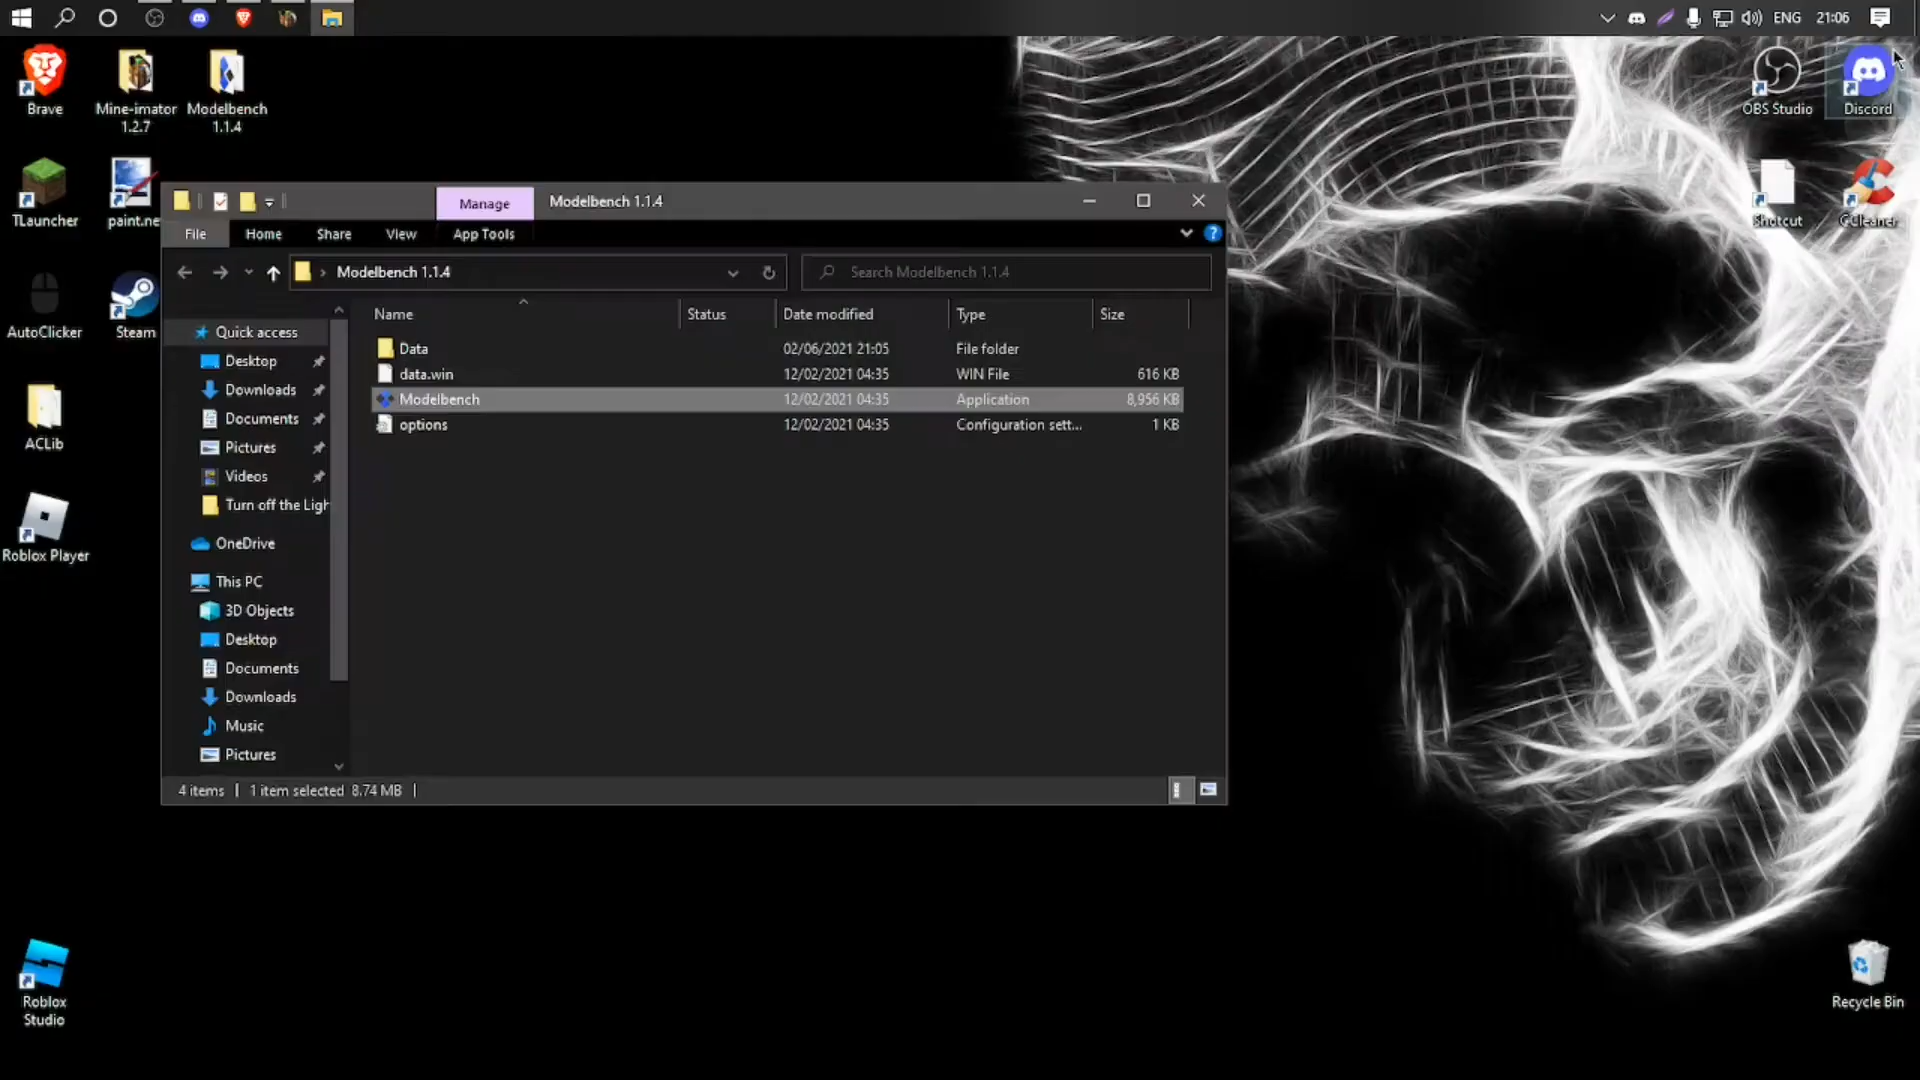 ENG 21:06
Brave
Mine-imator
1.2.7
Modelbench
1.1.4
OBS Studio
Discord
TLauncher
paint.ne
Shotcut
CCleaner
AutoClicker
Steam
ACLib
Roblox Player
Roblox
Studio
Recycle Bin
Manage Modelbench 1.1.4
File Home Share View App Tools
Modelbench 1.1.4
Search Modelbench 1.1.4
Name Status Date modified Type Size
Data 02/06/2021 21:05 File folder
data.win 12/02/2021 04:35 WIN File 616 KB
Modelbench 12/02/2021 04:35 Application 8,956 KB
options 12/02/2021 04:35 Configuration sett... 1 KB
Quick access
Desktop
Downloads
Documents
Pictures
Videos
Turn off the Ligh
OneDrive
This PC
3D Objects
Desktop
Documents
Downloads
Music
Pictures
4 items | 1 item selected 8.74 MB |